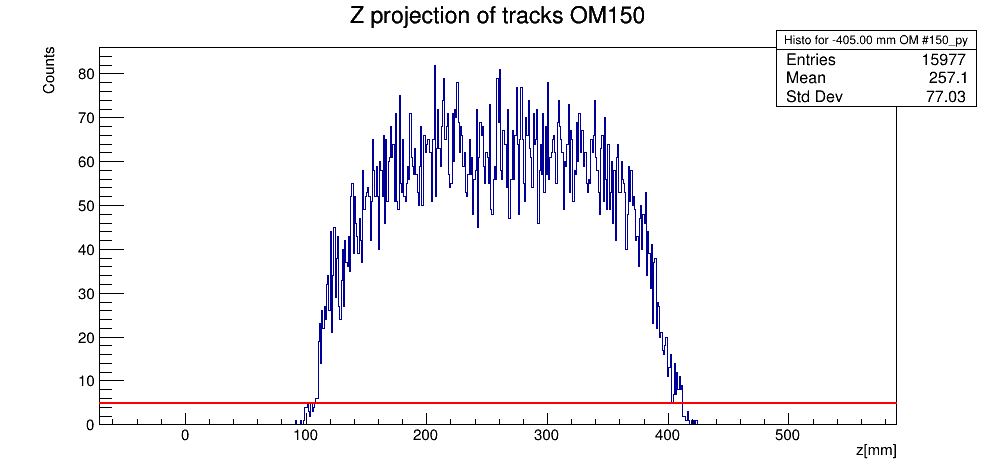 Z projection of tracks OM150
Histo for -405.00 mm OM #150_py
Entries 15977
Mean 257.1
Std Dev 77.03
Counts
80
70
60
50
40
30
20
10
0
0 100 200 300 400 500
z[mm]